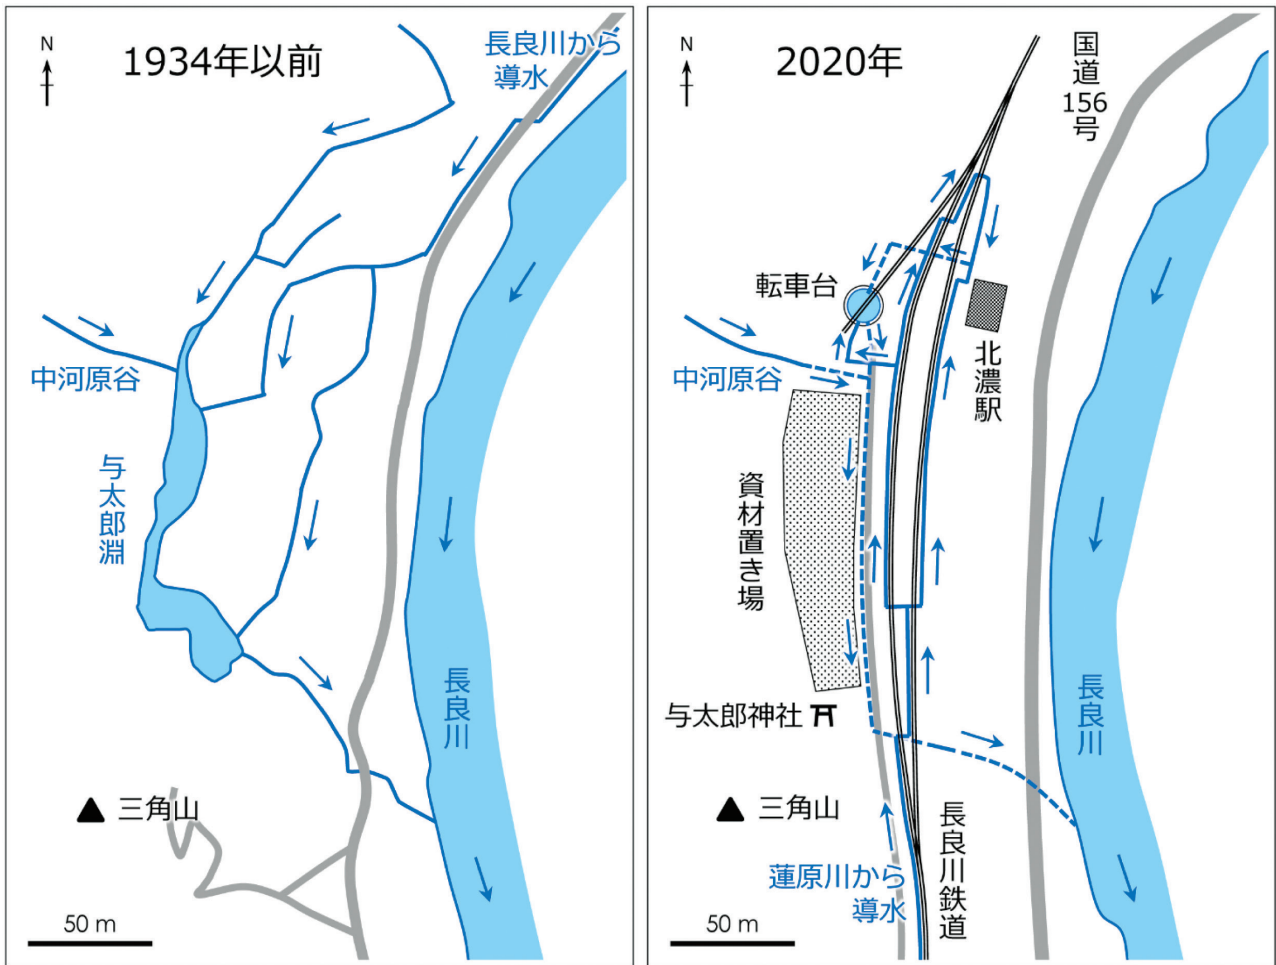 1934年以前
N
長良川から
導水
中河原谷
与太郎淵
長良川
三角山
50 m
2020年
N
国道156号
転車台
中河原谷
北濃駅
資材置き場
与太郎神社
長良川
三角山
蓮原川から
導水
長良川鉄道
50 m